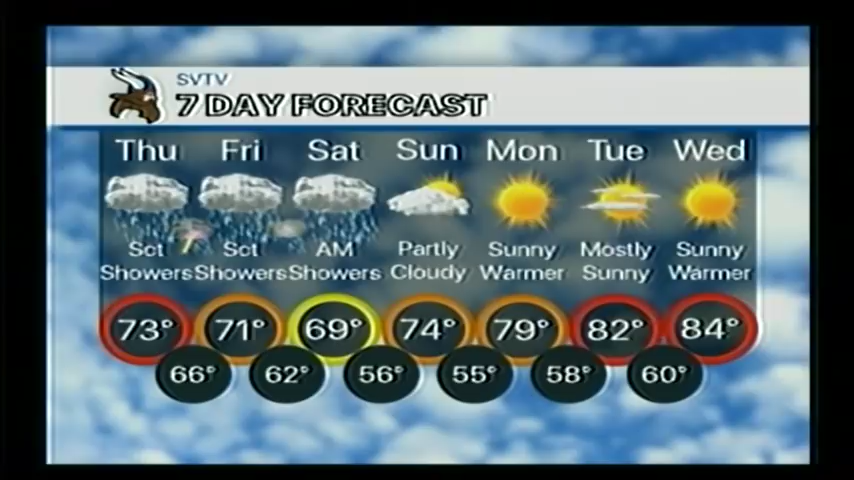 SVTV
7 DAY FORECAST
Thu Fri Sat Sun Mon Tue Wed
Sct Sct AM Partly Sunny Mostly Sunny
Showers Showers Showers Cloudy Warmer Sunny Warmer
73° 71° 69° 74° 79° 82° 84°
66° 62° 56° 55° 58° 60°